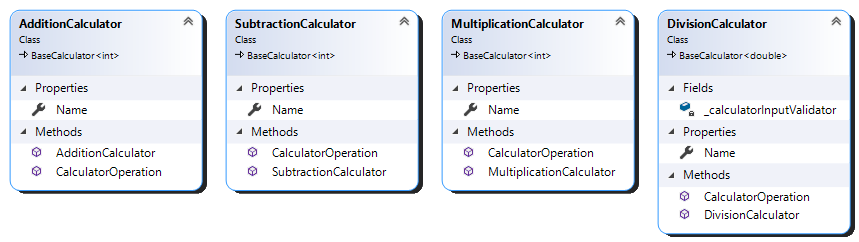 AdditionCalculator
Class
BaseCalculator<int>
Properties
Name
Methods
AdditionCalculator
CalculatorOperation
SubtractionCalculator
Class
BaseCalculator<int>
Properties
Name
Methods
CalculatorOperation
SubtractionCalculator
MultiplicationCalculator
Class
BaseCalculator<int>
Properties
Name
Methods
CalculatorOperation
MultiplicationCalculator
DivisionCalculator
Class
BaseCalculator<double>
Fields
_calculatorInputValidator
Properties
Name
Methods
CalculatorOperation
DivisionCalculator